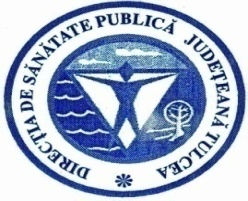 DIRECȚIA DE SĂNĂTATE PUBLICĂ JUDEȚEANĂ TULCEA